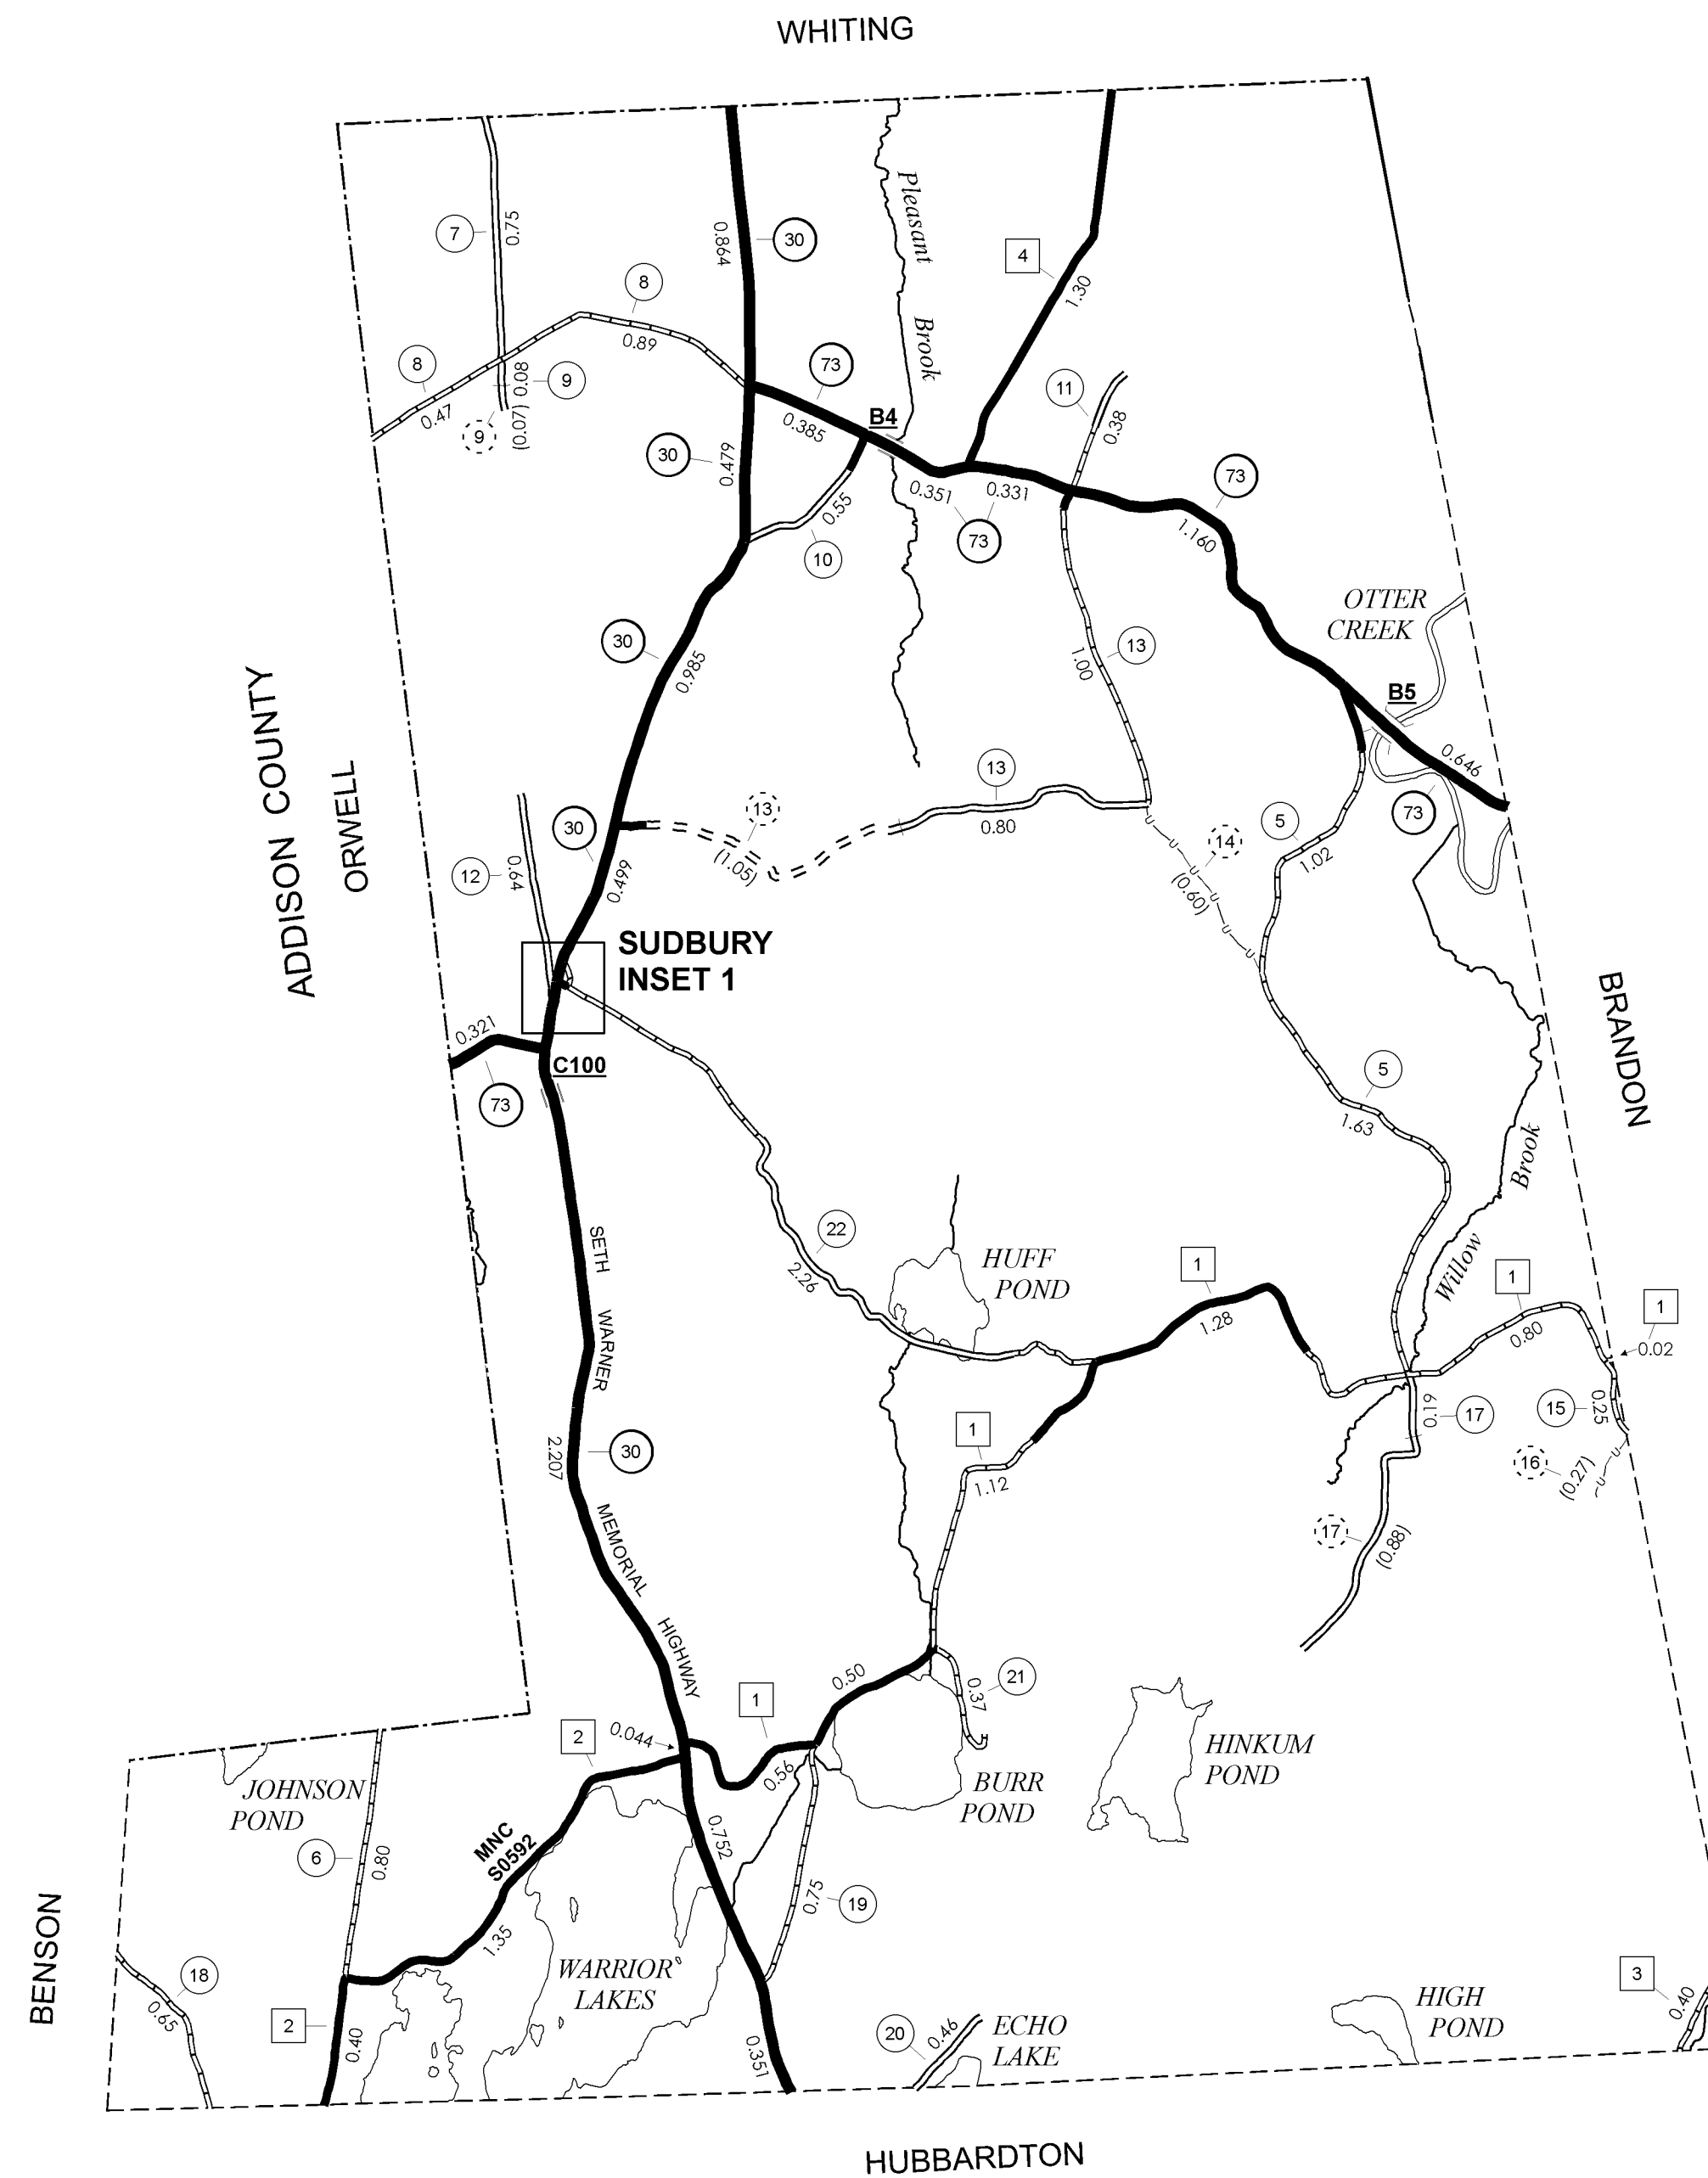 WHITING
Pleasant
Brook
7
0.75
0.864
30
4
1.30
8
0.89
8
0.47
0.08
9
9
(0.07)
73
0.385
B4
11
0.38
30
0.479
0.55
10
0.351
0.331
73
73
1.160
30
0.985
13
1.00
OTTER
CREEK
B5
0.646
73
ADDISON COUNTY
ORWELL
13
0.80
13
(1.05)
14
(0.60)
5
1.02
30
0.499
12
0.64
SUDBURY
INSET 1
BRANDON
0.321
73
C100
5
1.63
Brook
Willow
22
2.26
HUFF
POND
1
1.28
1
0.80
1
0.02
SETH
WARNER
MEMORIAL
HIGHWAY
30
2.207
1
1.12
0.19
17
15
0.25
16
(0.27)
17
(0.88)
21
0.37
0.50
1
0.56
2
0.044
HINKUM
POND
BURR
POND
JOHNSON
POND
MNC
S0592
6
0.80
0.752
0.75
19
1.35
WARRIOR
LAKES
BENSON
18
0.65
2
0.40
0.351
20
0.46
ECHO
LAKE
HIGH
POND
3
0.40
HUBBARDTON